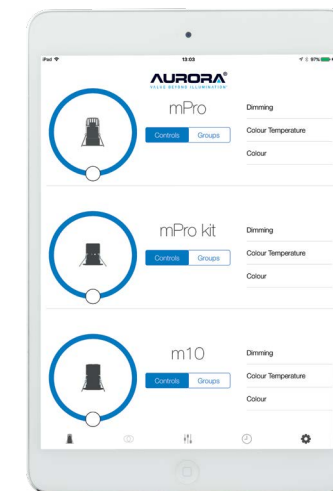 iPad 13:03 97%
AURORA®
VALUE BEYOND ILLUMINATION
mPro
Controls Groups
Dimming
Colour Temperature
Colour
mPro kit
Controls Groups
Dimming
Colour Temperature
Colour
m10
Controls Groups
Dimming
Colour Temperature
Colour